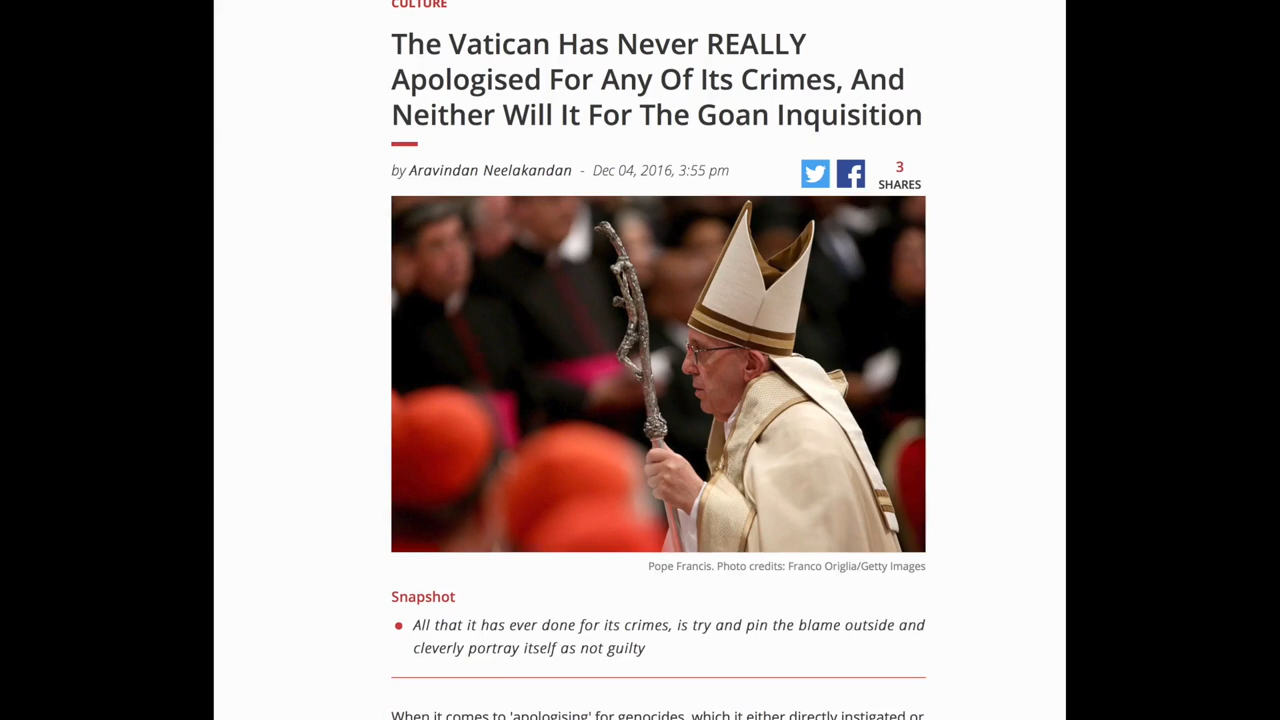 CULTURE
The Vatican Has Never REALLY
Apologised For Any Of Its Crimes, And
Neither Will It For The Goan Inquisition
by Aravindan Neelakandan - Dec 04, 2016, 3:55 pm
3
SHARES
Pope Francis. Photo credits: Franco Origlia/Getty Images
Snapshot
All that it has ever done for its crimes, is try and pin the blame outside and
cleverly portray itself as not guilty
When it comes to 'apologising' for genocides, which it either directly instigated or